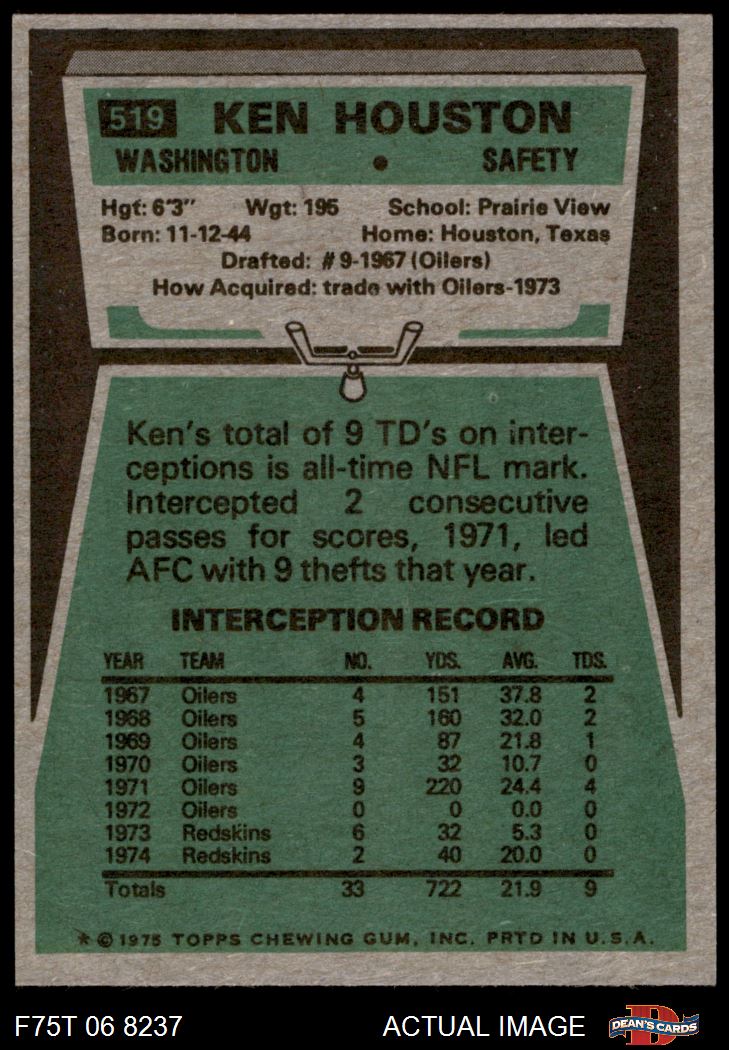 519 KEN HOUSTON
WASHINGTON • SAFETY
Hgt: 6'3" Wgt: 195 School: Prairie View
Born: 11-12-44 Home: Houston, Texas
Drafted: #9-1967 (Oilers)
How Acquired: trade with Oilers-1973
Ken's total of 9 TD's on inter-
ceptions is all-time NFL mark.
Intercepted 2 consecutive
passes for scores, 1971, led
AFC with 9 thefts that year.
INTERCEPTION RECORD
YEAR TEAM NO. YDS. AVG. TDS.
1967 Oilers 4 151 37.8 2
1968 Oilers 5 160 32.0 2
1969 Oilers 4 87 21.8 1
1970 Oilers 3 32 10.7 0
1971 Oilers 9 220 24.4 4
1972 Oilers 0 0 0.0 0
1973 Redskins 6 32 5.3 0
1974 Redskins 2 40 20.0 0
Totals 33 722 21.9 9
* © 1975 TOPPS CHEWING GUM, INC. PRTD IN U.S.A.
F75T 06 8237 ACTUAL IMAGE DEAN'S CARDS